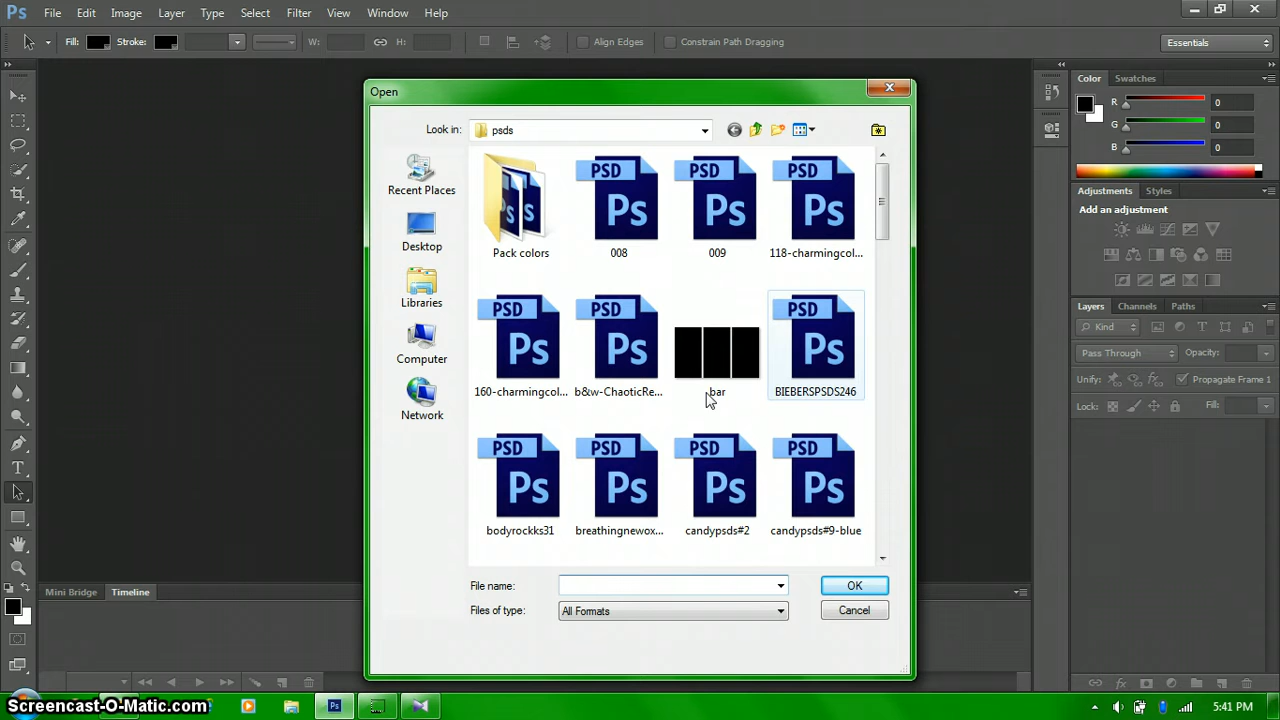 Ps File Edit Image Layer Type Select Filter View Window Help
Fill: Stroke: W: H: Align Edges Constrain Path Dragging Essentials
Open
Look in: psds
Recent Places
Desktop
Libraries
Computer
Network
Pack colors 008 009 118-charmingcol...
160-charmingcol... b&w-ChaoticRe... bar BIEBERSPSDS246
bodyrockks31 breathingnewox... candypsds#2 candypsds#9-blue
File name: OK
Files of type: All Formats Cancel
Color Swatches
R 0
G 0
B 0
Adjustments Styles
Add an adjustment
Layers Channels Paths
Kind
Pass Through Opacity:
Unify: Propagate Frame 1
Lock: Fill:
Mini Bridge Timeline
Screencast-O-Matic.com
5:41 PM